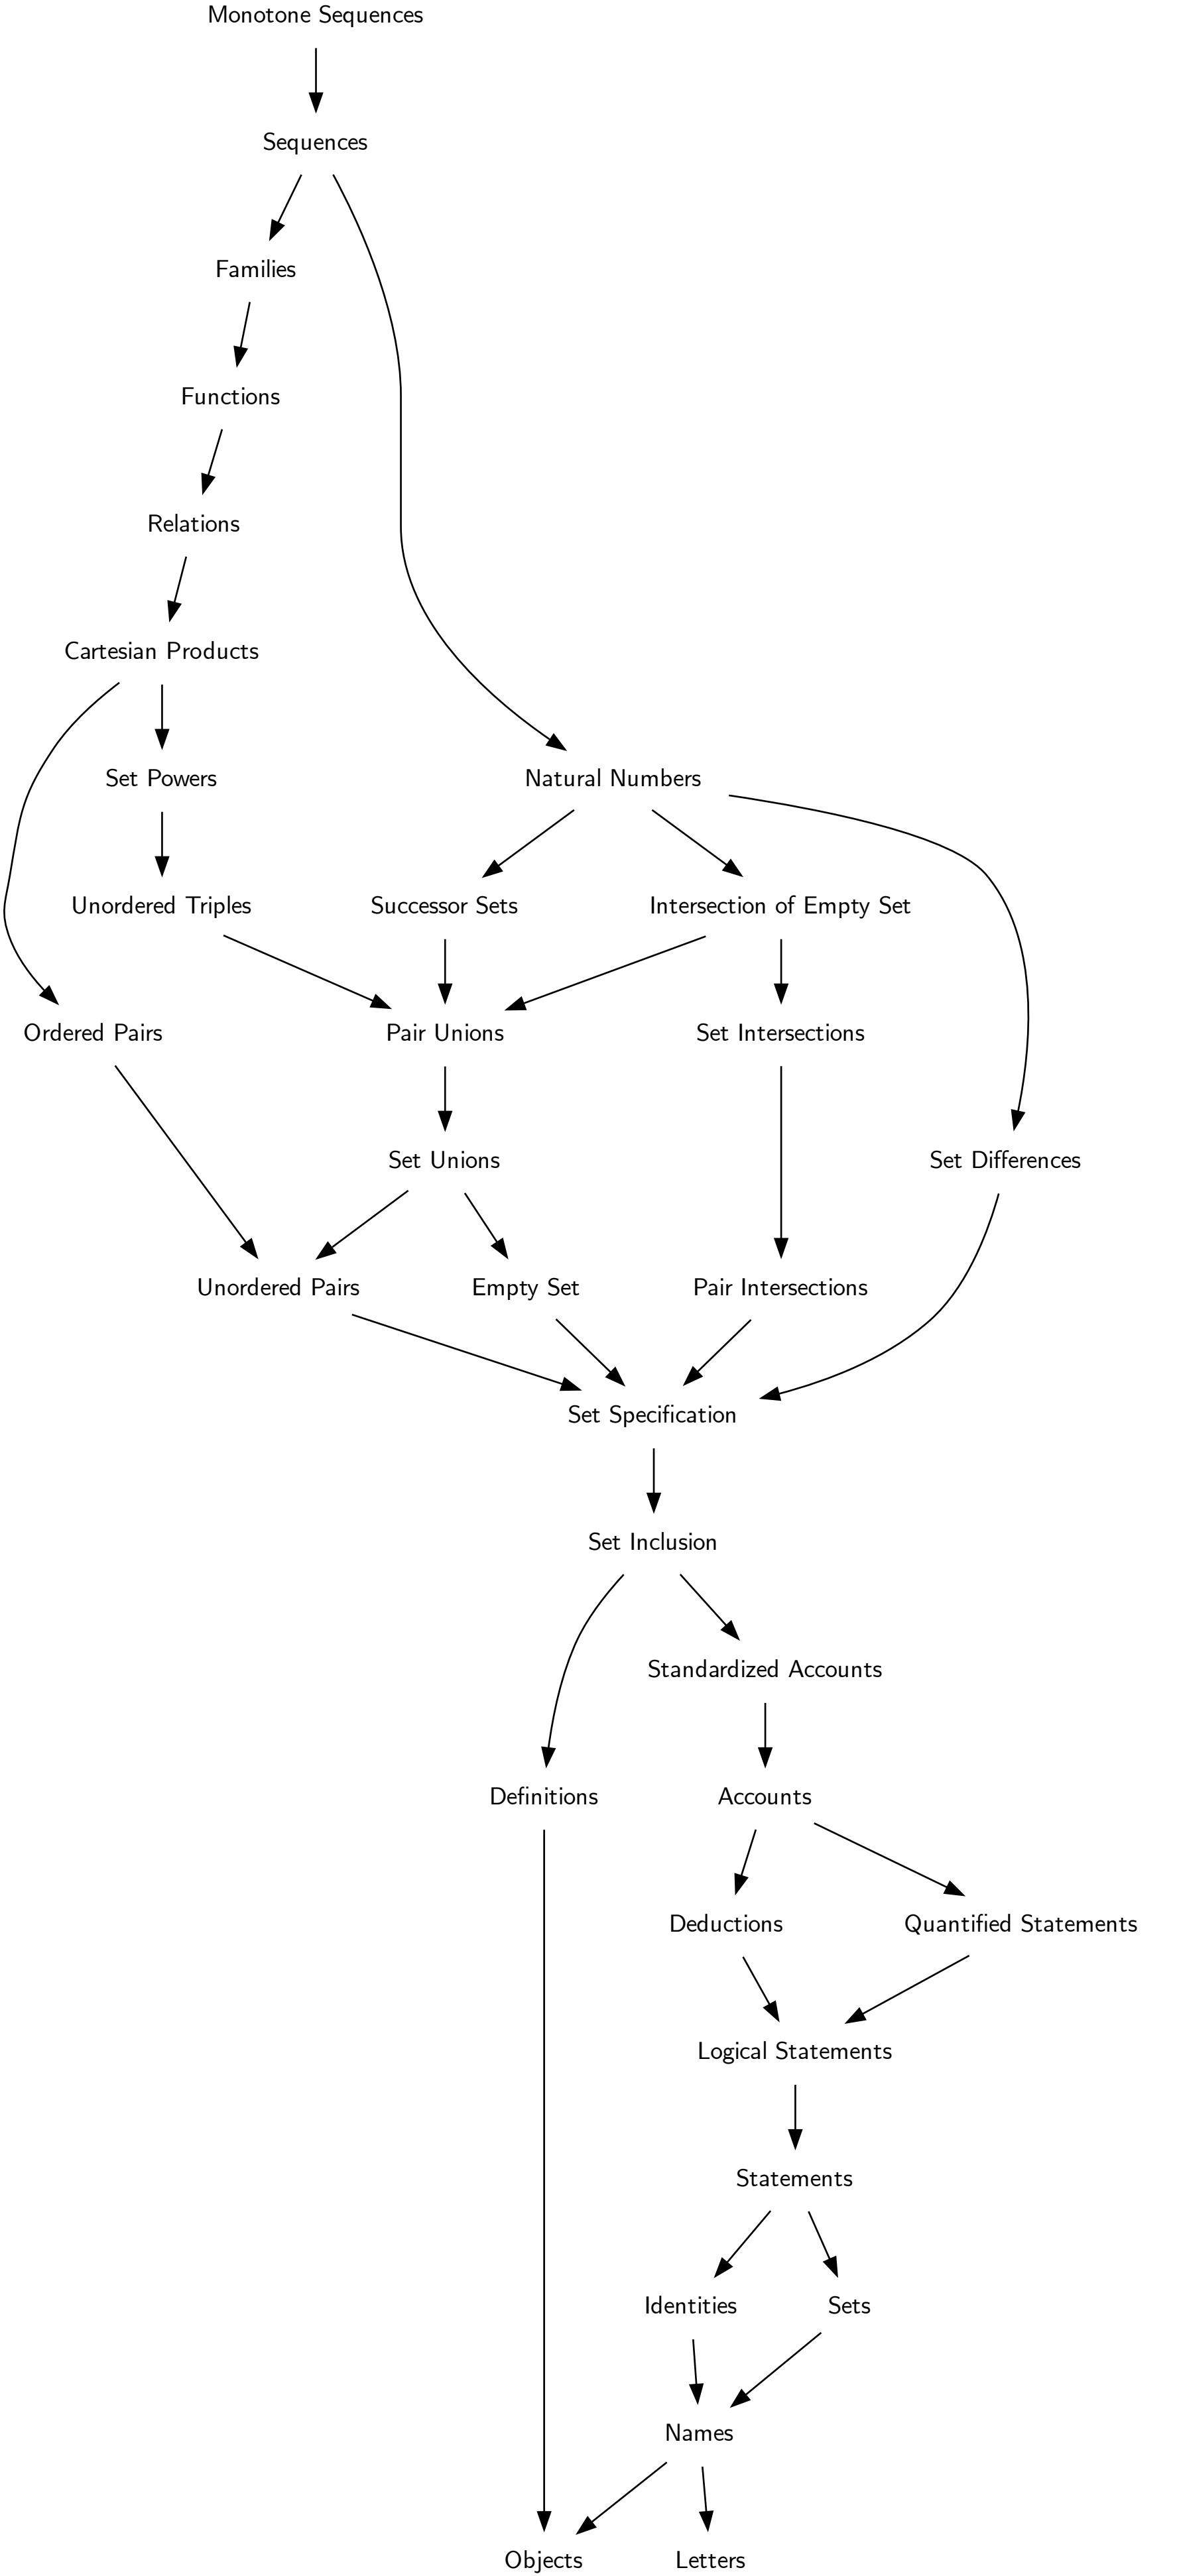 Monotone Sequences
Sequences
Families
Functions
Relations
Cartesian Products
Set Powers
Natural Numbers
Unordered Triples
Successor Sets
Intersection of Empty Set
Ordered Pairs
Pair Unions
Set Intersections
Set Unions
Set Differences
Unordered Pairs
Empty Set
Pair Intersections
Set Specification
Set Inclusion
Standardized Accounts
Definitions
Accounts
Deductions
Quantified Statements
Logical Statements
Statements
Identities
Sets
Names
Objects
Letters